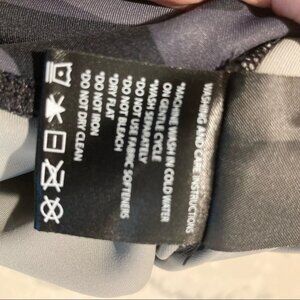 WASHING AND CARE INSTRUCTIONS
*MACHINE WASH IN COLD WATER
ON GENTLE CYCLE
*WASH SEPARATELY
*DO NOT USE FABRIC SOFTENERS
*DO NOT BLEACH
*DRY FLAT
*DO NOT IRON
*DO NOT DRY CLEAN